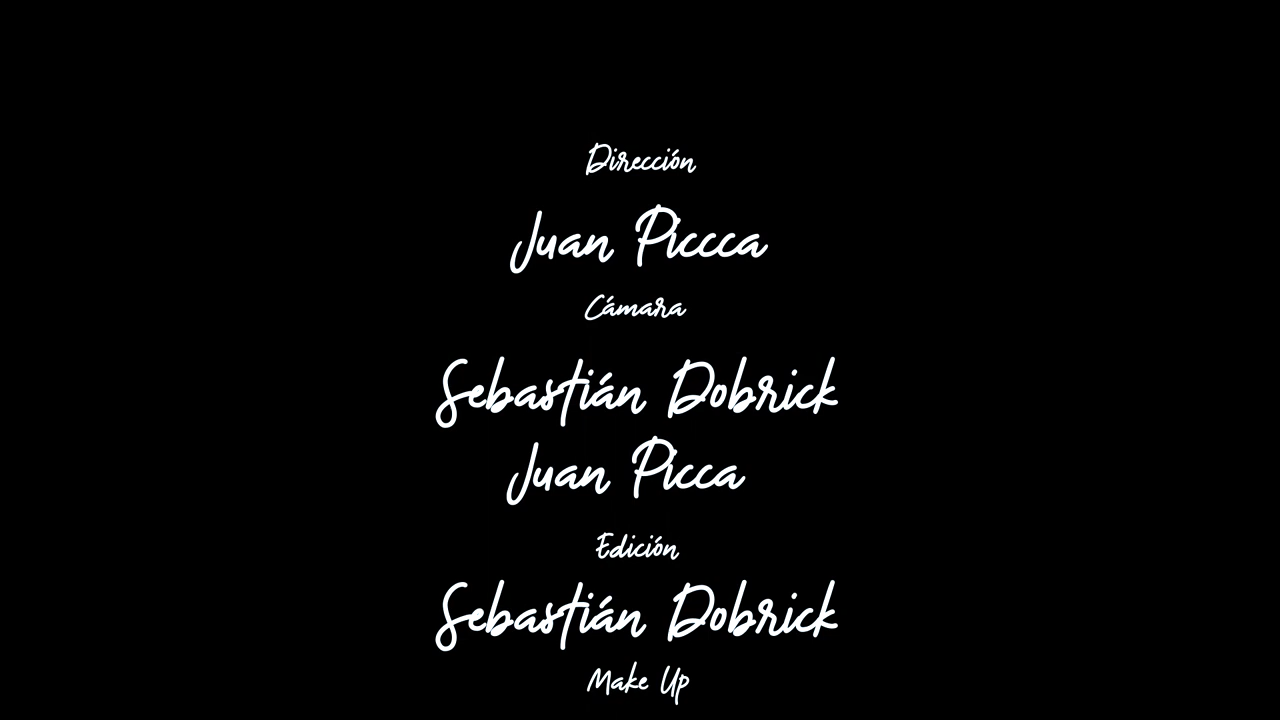 Dirección
Juan Piccca
Cámara
Sebastián Dobrick
Juan Picca
Edición
Sebastián Dobrick
Make Up